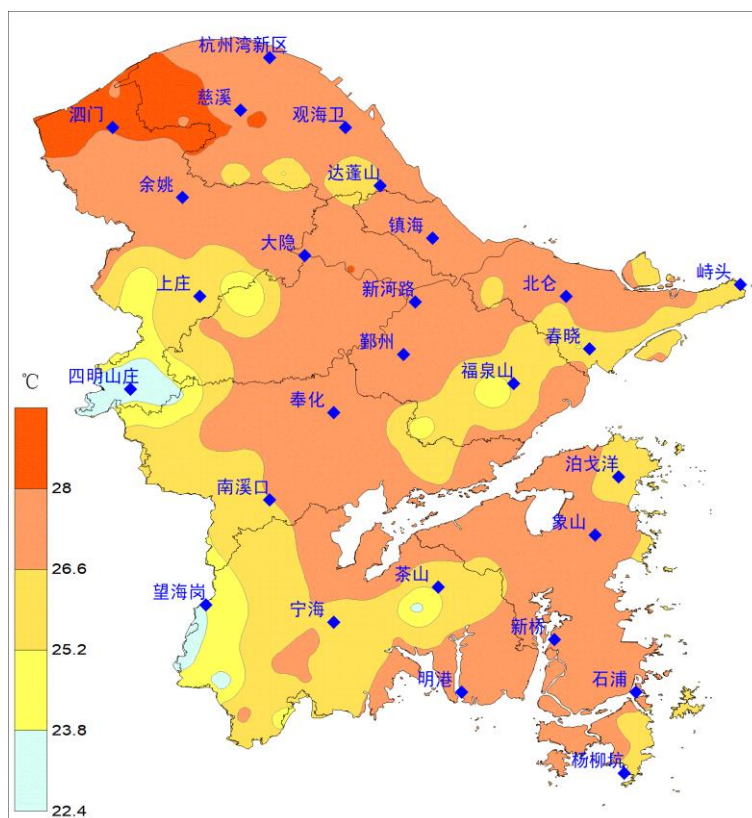 杭州湾新区
慈溪
泗门
观海卫
达蓬山
余姚
镇海
大隐
峙头
上庄
新河路
北仑
春晓
鄞州
四明山庄
福泉山
℃
奉化
泊戈洋
南溪口
28
象山
26.6
茶山
望海岗
宁海
新桥
25.2
明港
石浦
23.8
杨柳坑
22.4